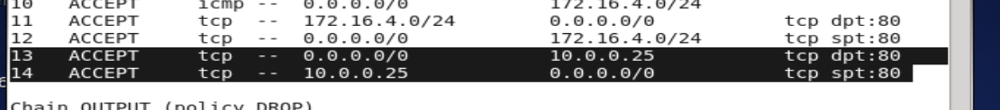 10 ACCEPT icmp -- 0.0.0.0/0 172.16.4.0/24
11 ACCEPT tcp -- 172.16.4.0/24 0.0.0.0/0 tcp dpt:80
12 ACCEPT tcp -- 0.0.0.0/0 172.16.4.0/24 tcp spt:80
13 ACCEPT tcp -- 0.0.0.0/0 10.0.0.25 tcp dpt:80
14 ACCEPT tcp -- 10.0.0.25 0.0.0.0/0 tcp spt:80
Chain OUTPUT (policy DROP)